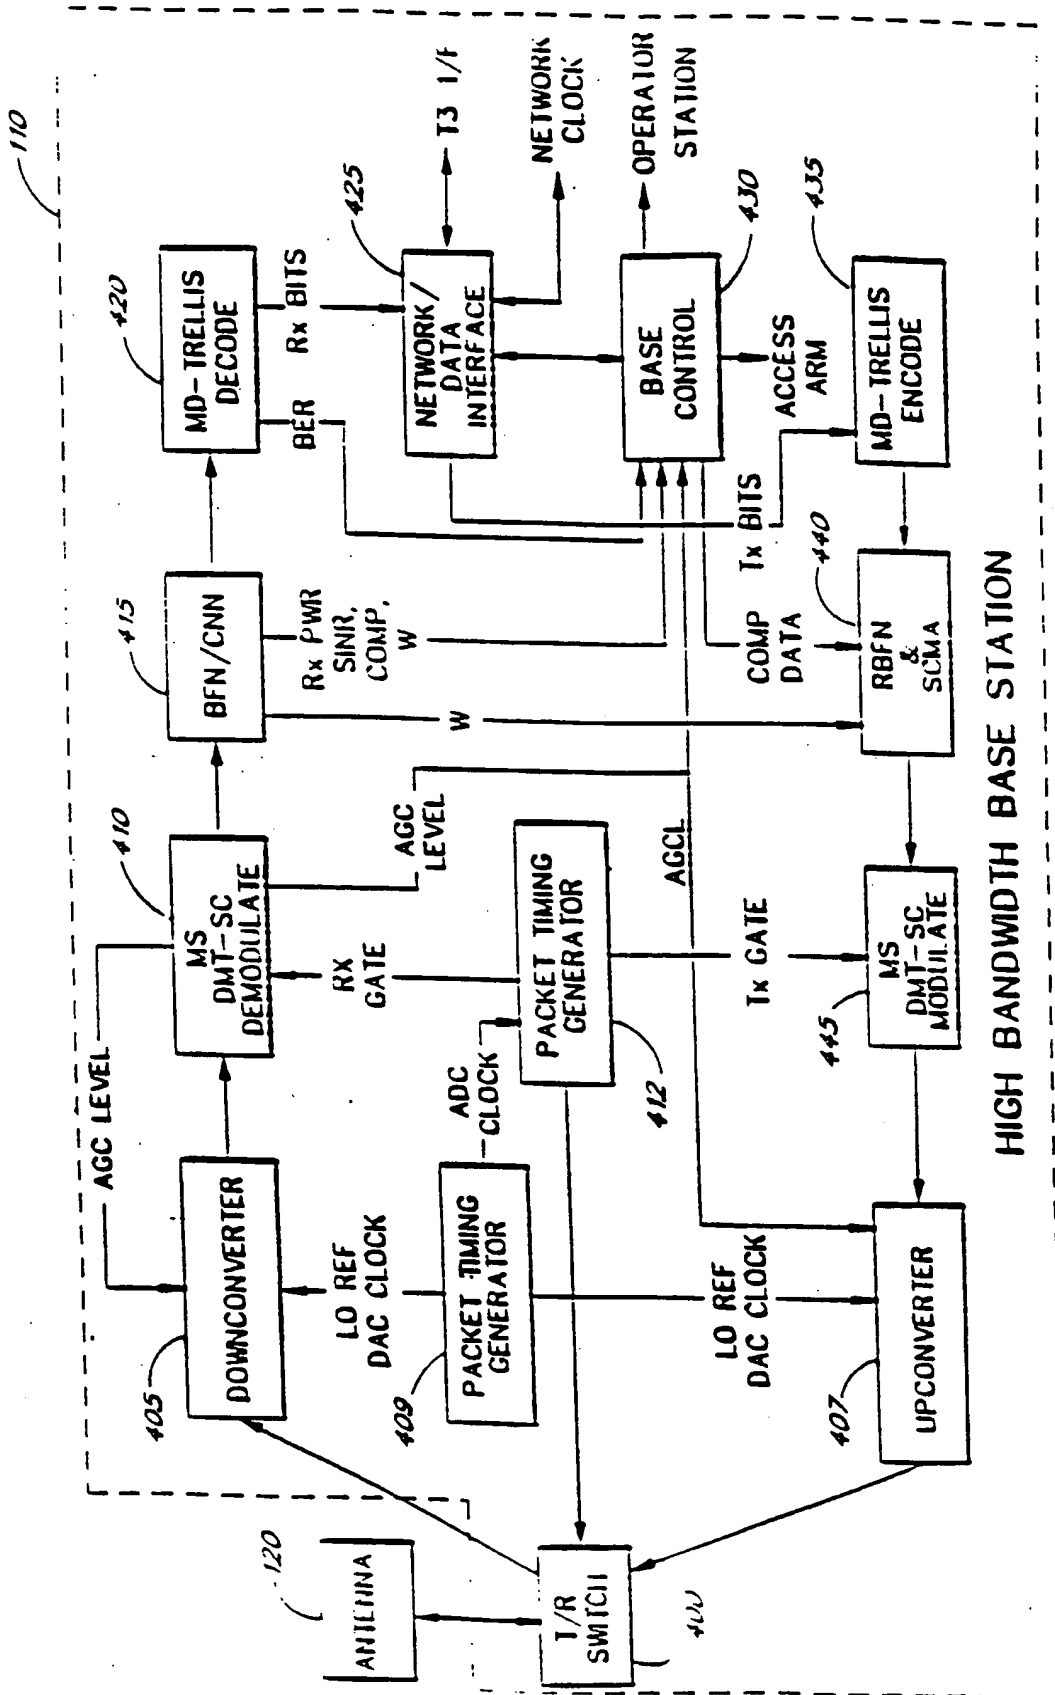 110
120
ANTENNA
T/R
SWITCH
400
405
DOWNCONVERTER
AGC LEVEL
410
MS
DMT-SC
DEMODULATE
415
BFN/CNN
420
MD-TRELLIS
DECODE
LO REF
DAC CLOCK
RX
GATE
AGC
LEVEL
W
Rx PWR
SINR,
COMP,
W
BER
Rx BITS
409
PACKET TIMING
GENERATOR
ADC
CLOCK
PACKET TIMING
GENERATOR
412
425
NETWORK/
DATA
INTERFACE
T3 I/F
NETWORK
CLOCK
430
BASE
CONTROL
OPERATOR
STATION
LO REF
DAC CLOCK
Tx GATE
AGCL
COMP
DATA
Tx BITS
ACCESS
ARM
407
UPCONVERTER
445
MS
DMT-SC
MODULATE
440
RBFN
&
SCMA
435
MD-TRELLIS
ENCODE
HIGH BANDWIDTH BASE STATION